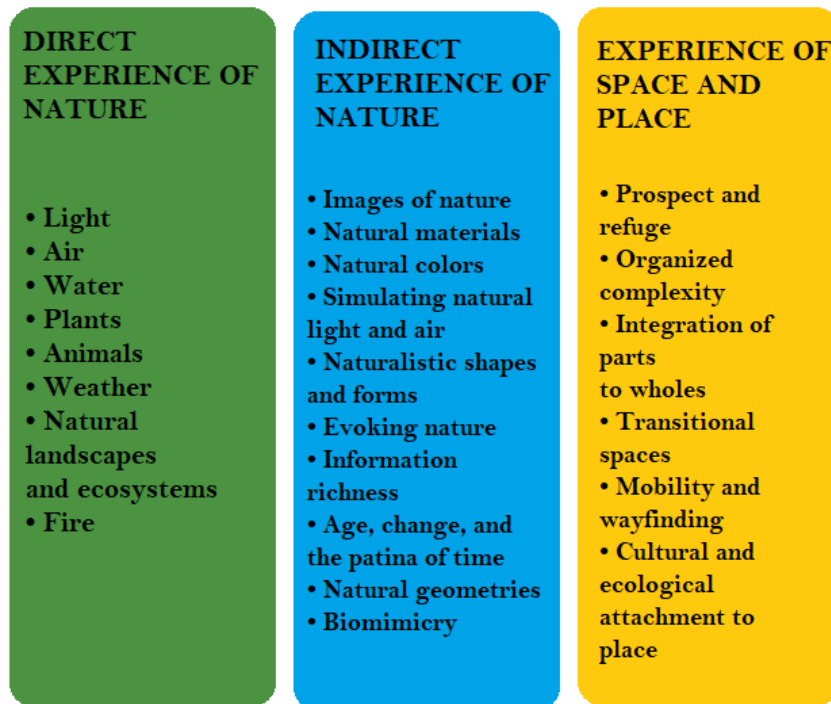 DIRECT
EXPERIENCE OF
NATURE
• Light
• Air
• Water
• Plants
• Animals
• Weather
• Natural
landscapes
and ecosystems
• Fire
INDIRECT
EXPERIENCE OF
NATURE
• Images of nature
• Natural materials
• Natural colors
• Simulating natural
light and air
• Naturalistic shapes
and forms
• Evoking nature
• Information
richness
• Age, change, and
the patina of time
• Natural geometries
• Biomimicry
EXPERIENCE OF
SPACE AND
PLACE
• Prospect and
refuge
• Organized
complexity
• Integration of
parts
to wholes
• Transitional
spaces
• Mobility and
wayfinding
• Cultural and
ecological
attachment to
place